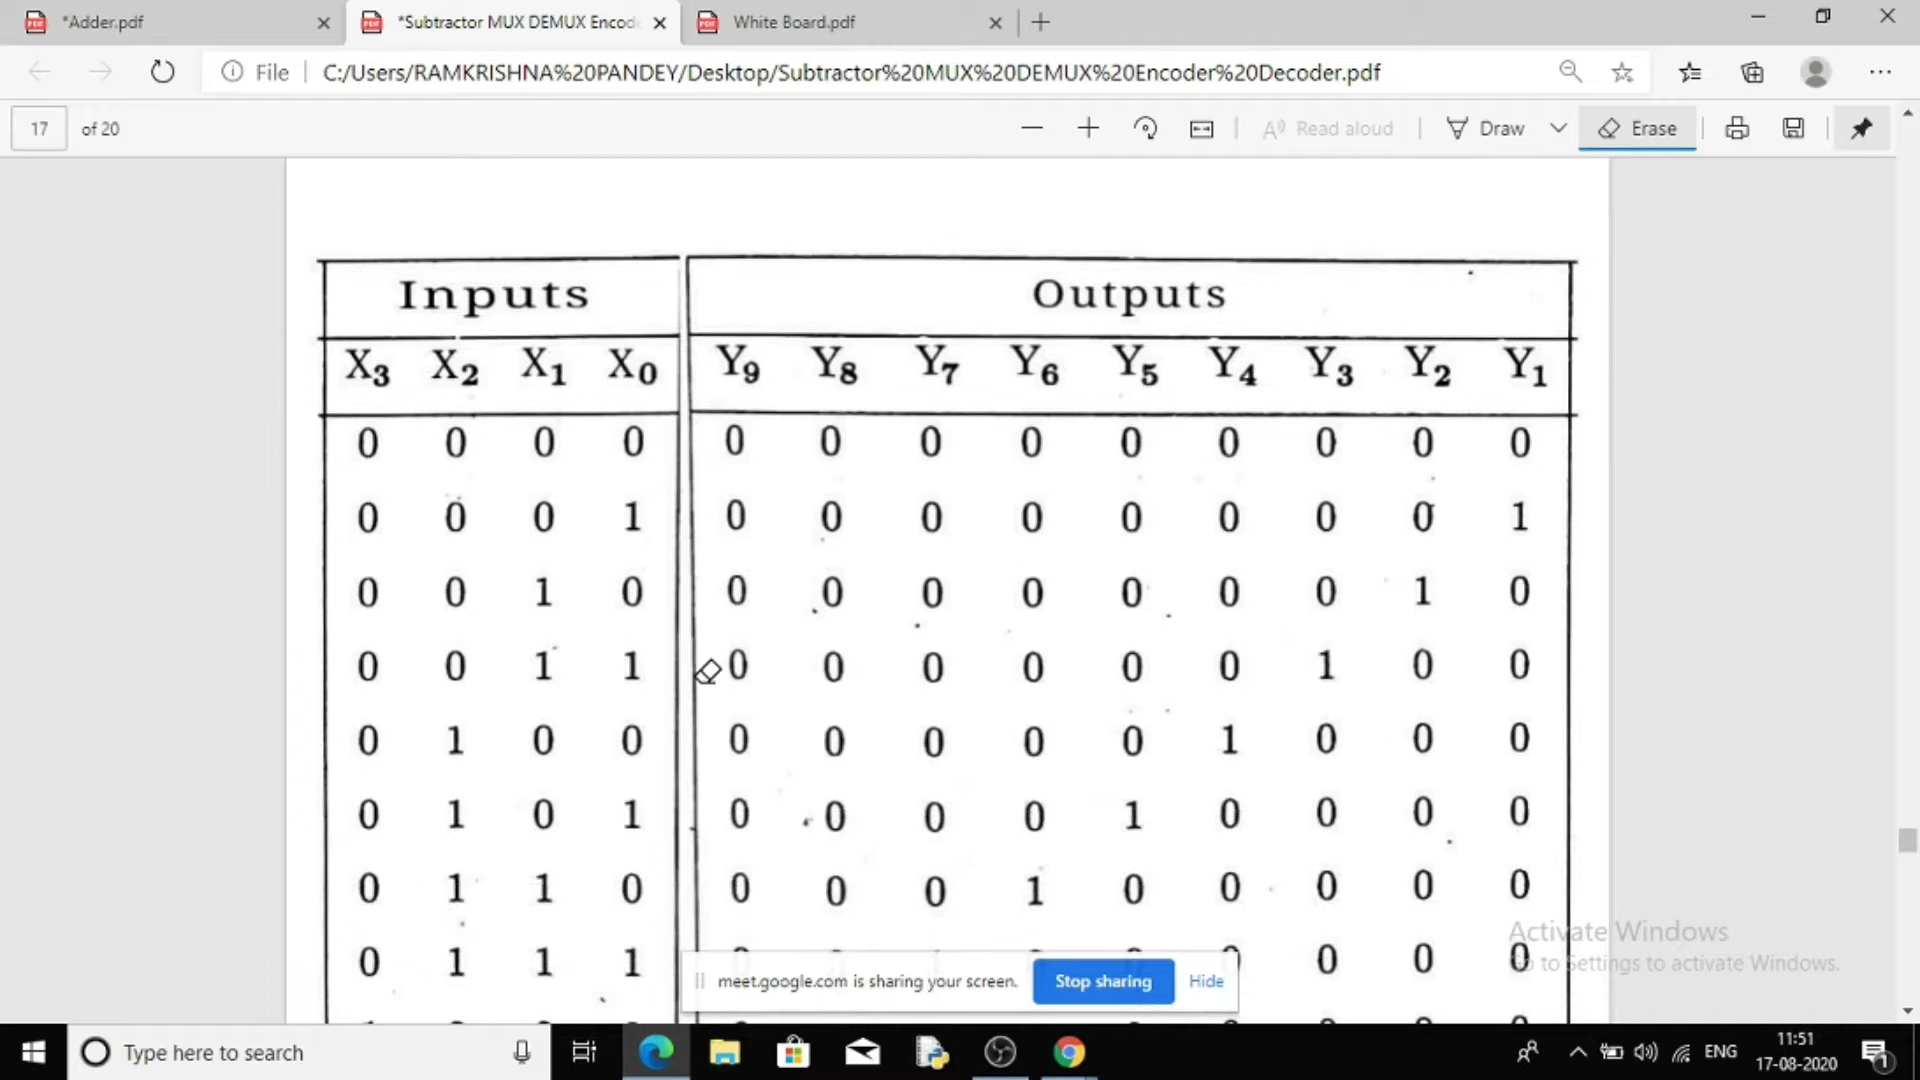 *Adder.pdf
*Subtractor MUX DEMUX Encod
White Board.pdf
File
C:/Users/RAMKRISHNA%20PANDEY/Desktop/Subtractor%20MUX%20DEMUX%20Encoder%20Decoder.pdf
17 of 20
Read aloud
Draw
Erase
Inputs Outputs
X3 X2 X1 X0 Y9 Y8 Y7 Y6 Y5 Y4 Y3 Y2 Y1
0 0 0 0 0 0 0 0 0 0 0 0 0
0 0 0 1 0 0 0 0 0 0 0 0 1
0 0 1 0 0 0 0 0 0 0 0 1 0
0 0 1 1 0 0 0 0 0 0 1 0 0
0 1 0 0 0 0 0 0 0 1 0 0 0
0 1 0 1 0 0 0 0 1 0 0 0 0
0 1 1 0 0 0 0 1 0 0 0 0 0
0 1 1 1 0 0 0
Activate Windows
Go to Settings to activate Windows.
meet.google.com is sharing your screen.
Stop sharing
Hide
Type here to search
ENG
11:51
17-08-2020
1